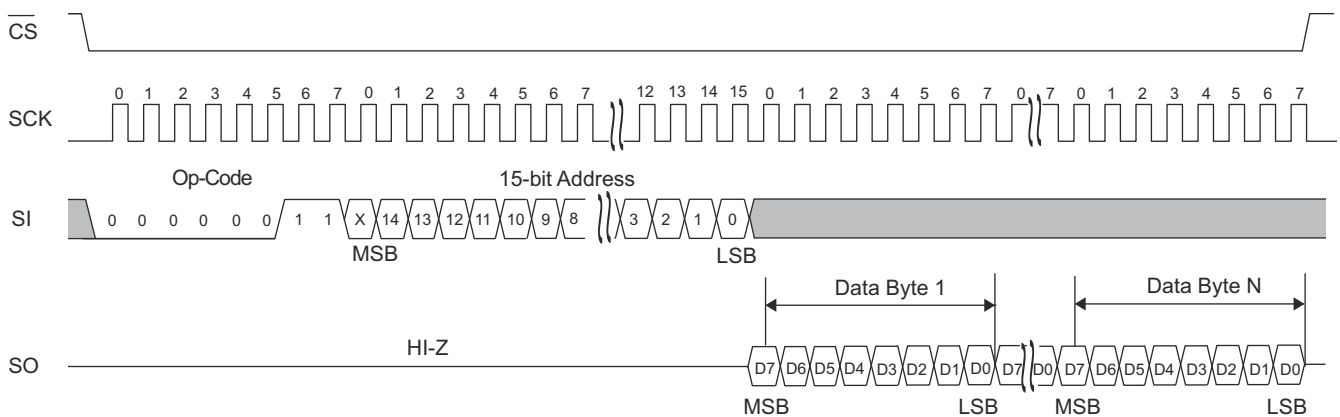 CS
0 1 2 3 4 5 6 7 0 1 2 3 4 5 6 7 12 13 14 15 0 1 2 3 4 5 6 7 0 7 0 1 2 3 4 5 6 7
SCK
Op-Code 15-bit Address
SI 0 0 0 0 0 0 1 1 X 14 13 12 11 10 9 8 3 2 1 0
MSB LSB
Data Byte 1 Data Byte N
HI-Z
SO D7 D6 D5 D4 D3 D2 D1 D0 D7 D0 D7 D6 D5 D4 D3 D2 D1 D0
MSB LSB MSB LSB